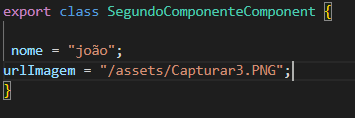 export class SegundoComponenteComponent {
nome = "joão";
urlImagem = "/assets/Capturar3.PNG";
}